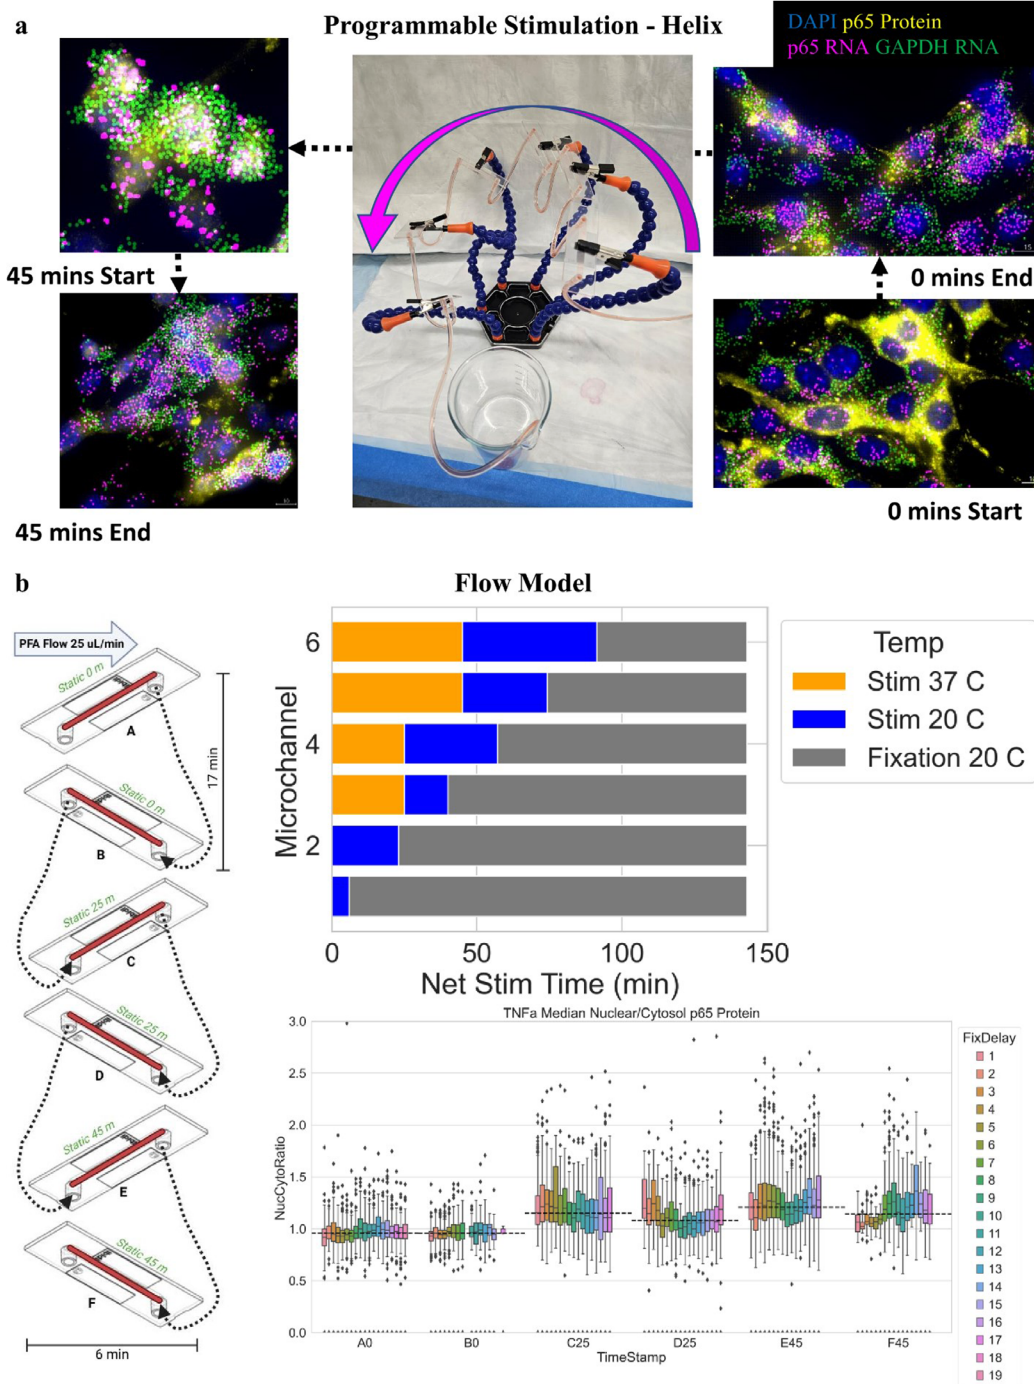 a
Programmable Stimulation - Helix
DAPI p65 Protein
p65 RNA GAPDH RNA
45 mins Start
0 mins End
45 mins End
0 mins Start
b
Flow Model
PFA Flow 25 uL/min
Static 0 m
A
17 min
Static 0 m
B
Static 25 m
C
Static 25 m
D
Static 45 m
E
Static 45 m
F
6 min
Microchannel
6
4
2
0
50
100
150
Net Stim Time (min)
Temp
Stim 37 C
Stim 20 C
Fixation 20 C
TNFa Median Nuclear/Cytosol p65 Protein
NucCytoRatio
3.0
2.5
2.0
1.5
1.0
0.5
0.0
A0
B0
C25
D25
E45
F45
TimeStamp
FixDelay
1
2
3
4
5
6
7
8
9
10
11
12
13
14
15
16
17
18
19